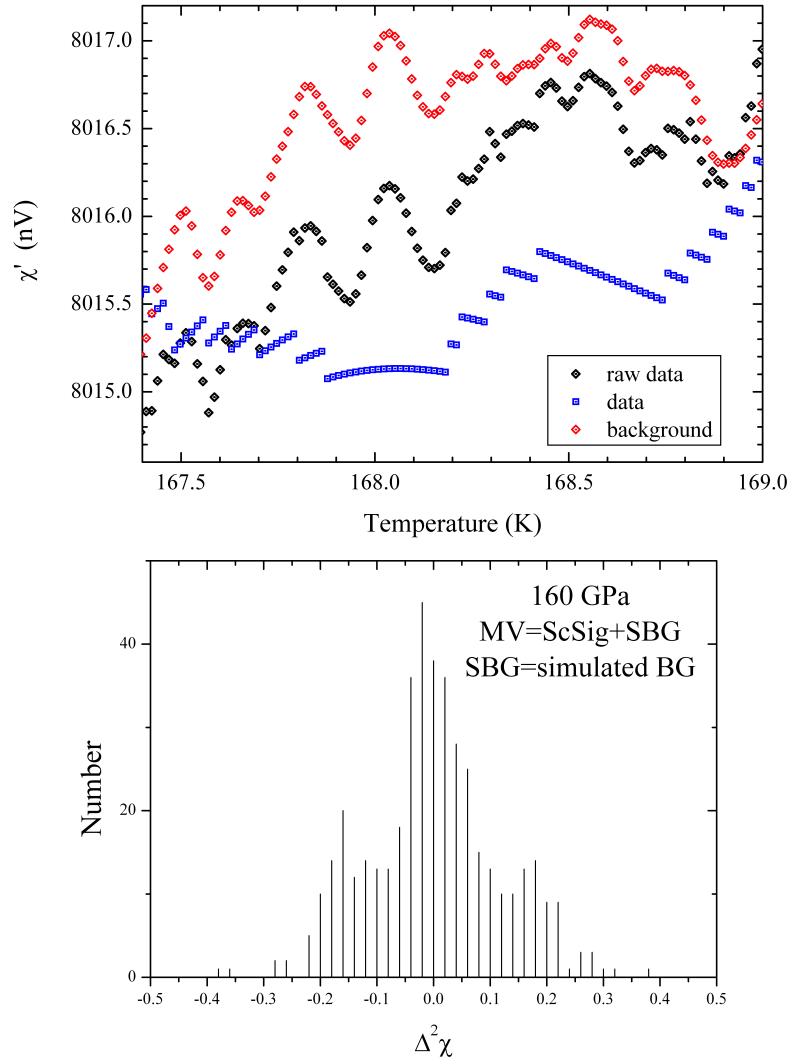 8017.0
8016.5
8016.0
8015.5
8015.0
χ' (nV)
raw data
data
background
167.5
168.0
168.5
169.0
Temperature (K)
160 GPa
MV=ScSig+SBG
SBG=simulated BG
40
20
0
Number
-0.5
-0.4
-0.3
-0.2
-0.1
0.0
0.1
0.2
0.3
0.4
0.5
Δ²χ